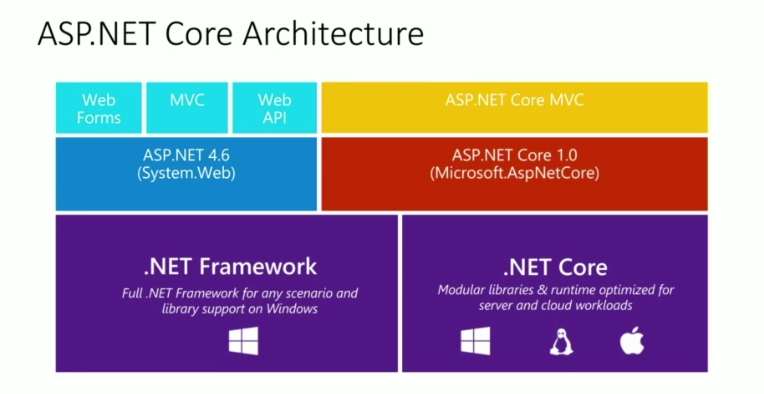 ASP.NET Core Architecture
Web
Forms
MVC
Web
API
ASP.NET Core MVC
ASP.NET 4.6
(System.Web)
ASP.NET Core 1.0
(Microsoft.AspNetCore)
.NET Framework
Full .NET Framework for any scenario and
library support on Windows
.NET Core
Modular libraries & runtime optimized for
server and cloud workloads